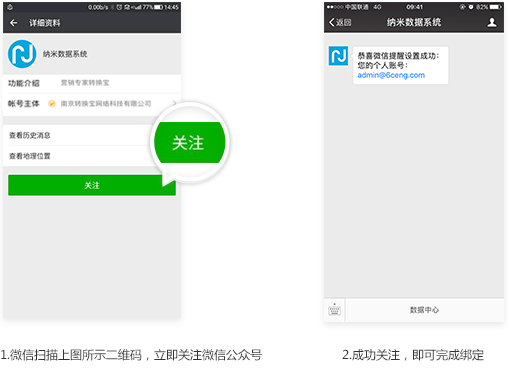 0.00b/s 77% 14:45
详细资料
纳米数据系统
功能介绍 营销专家转换宝
帐号主体 南京转换宝网络科技有限公司
查看历史消息
查看地理位置
关注
关注
中国联通 4G 09:41 82%
返回 纳米数据系统
恭喜微信提醒设置成功：
您的个人账号：
admin@6ceng.com
数据中心
1.微信扫描上图所示二维码，立即关注微信公众号
2.成功关注，即可完成绑定